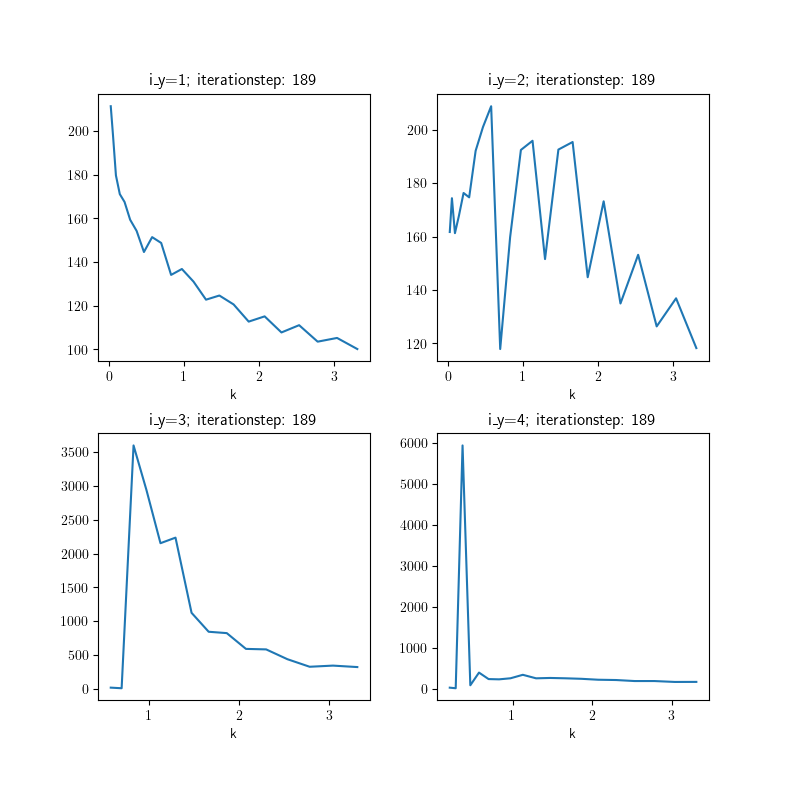 i_y=1; iterationstep: 189
i_y=2; iterationstep: 189
200
180
160
140
120
100
0 1 2 3
k
200
180
160
140
120
0 1 2 3
k
i_y=3; iterationstep: 189
i_y=4; iterationstep: 189
3500
3000
2500
2000
1500
1000
500
0
1 2 3
k
6000
5000
4000
3000
2000
1000
0
1 2 3
k